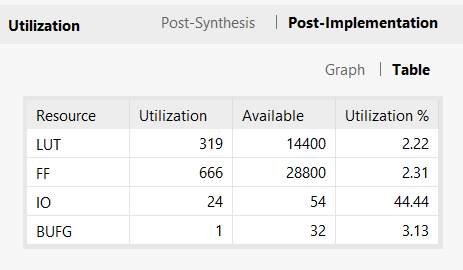 Utilization Post-Synthesis | Post-Implementation
Graph | Table
Resource Utilization Available Utilization %
LUT 319 14400 2.22
FF 666 28800 2.31
IO 24 54 44.44
BUFG 1 32 3.13